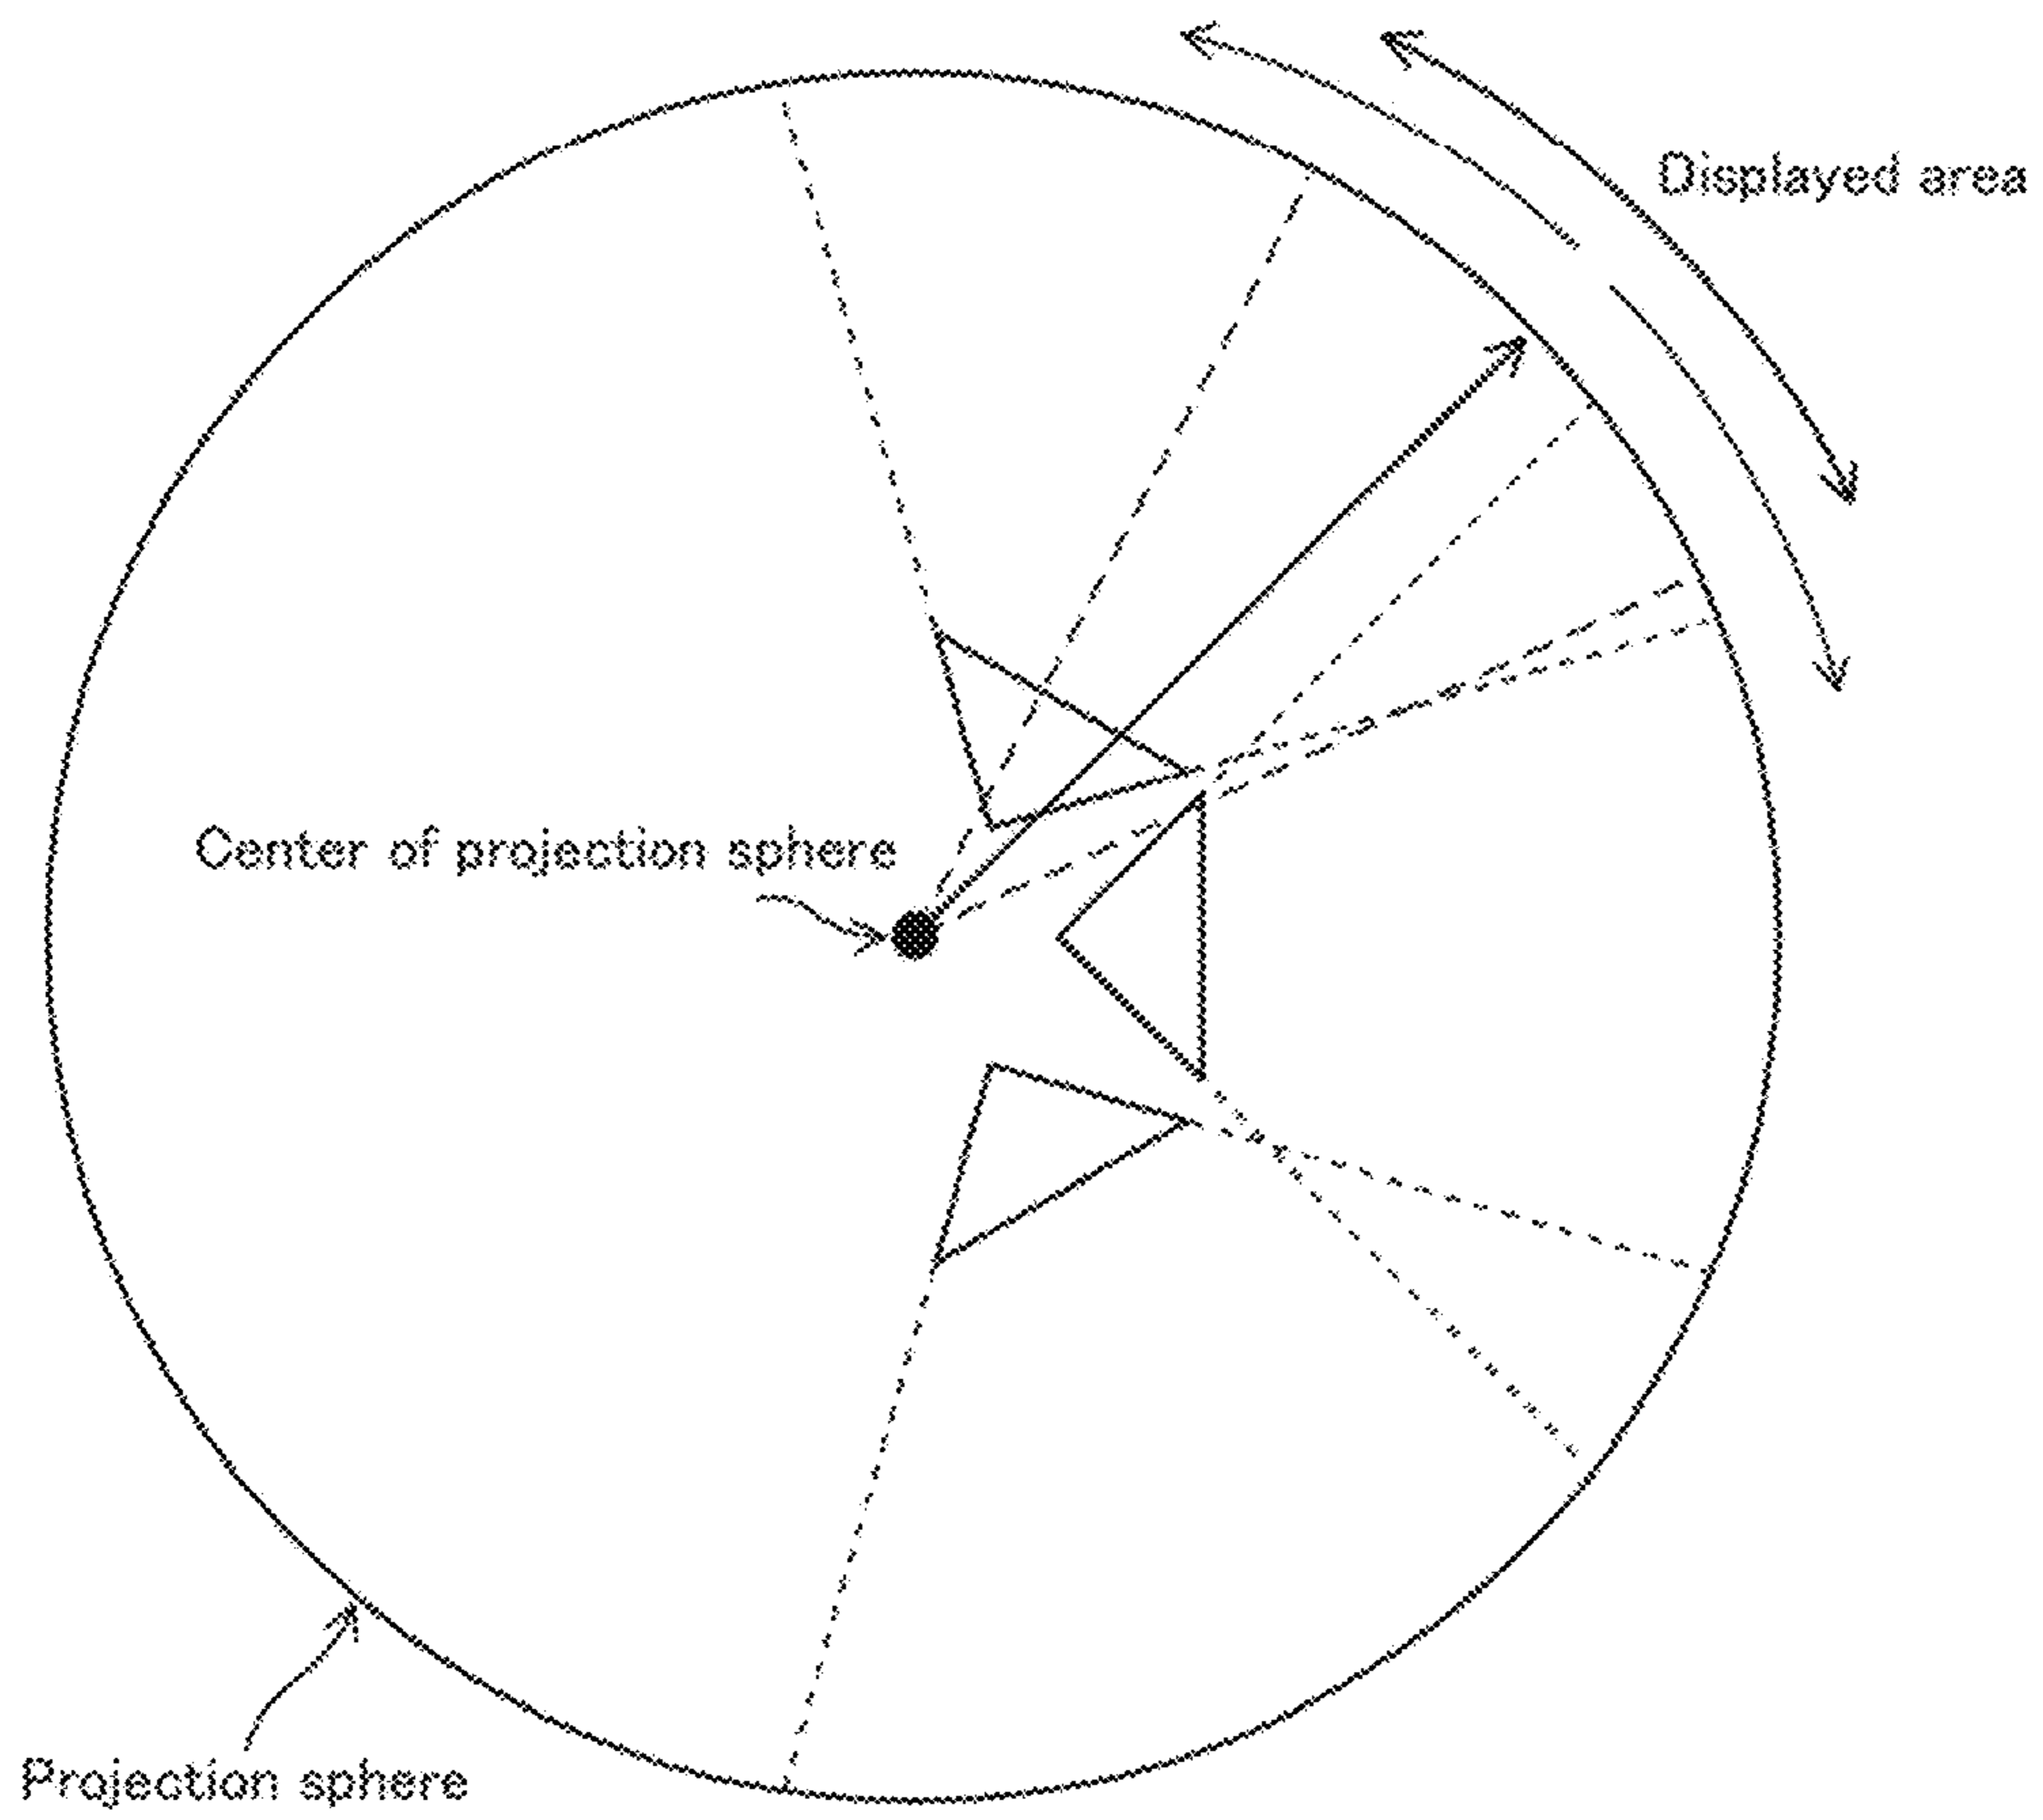 Displayed area
Center of projection sphere
Projection sphere